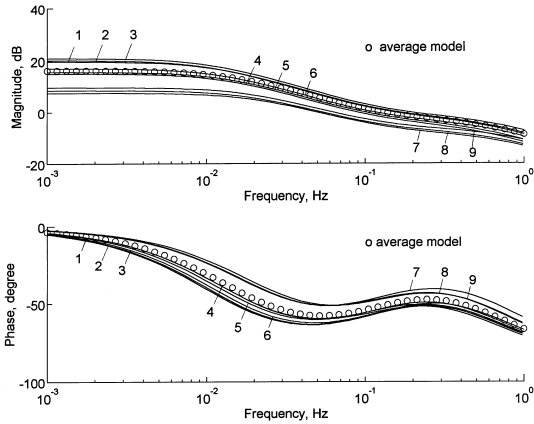 40
20
0
-20
Magnitude, dB
1 2 3
4 5 6
o average model
7 8 9
10^-3 10^-2 10^-1 10^0
Frequency, Hz
0
-50
-100
Phase, degree
o average model
1 2 3
4 5 6
7 8 9
10^-3 10^-2 10^-1 10^0
Frequency, Hz